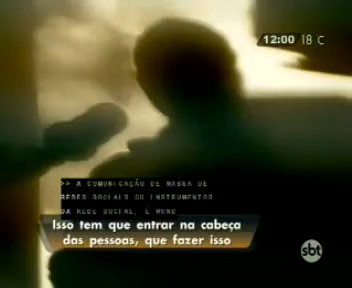 12:00 18 C
>> A COMUNICAÇÃO DE MASSA DE
REDES SOCIAIS OU INSTRUMENTOS
DA REDE SOCIAL, E MUNO
Isso tem que entrar na cabeça
das pessoas, que fazer isso
sbt